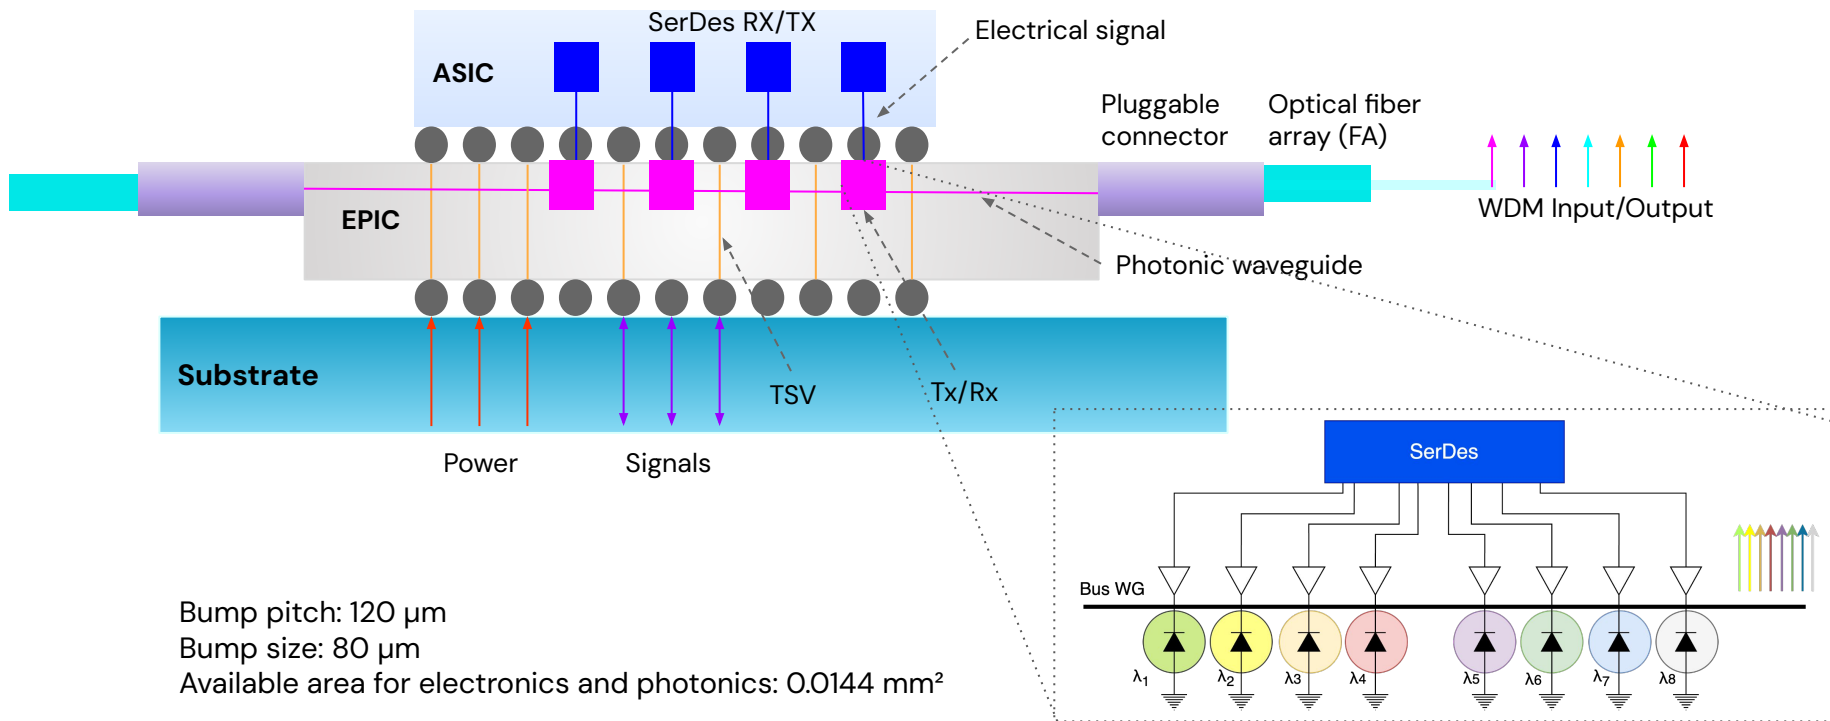 SerDes RX/TX
Electrical signal
ASIC
Pluggable
connector
Optical fiber
array (FA)
WDM Input/Output
EPIC
Photonic waveguide
Substrate
TSV
Tx/Rx
Power
Signals
SerDes
Bus WG
λ1
λ2
λ3
λ4
λ5
λ6
λ7
λ8
Bump pitch: 120 µm
Bump size: 80 µm
Available area for electronics and photonics: 0.0144 mm²